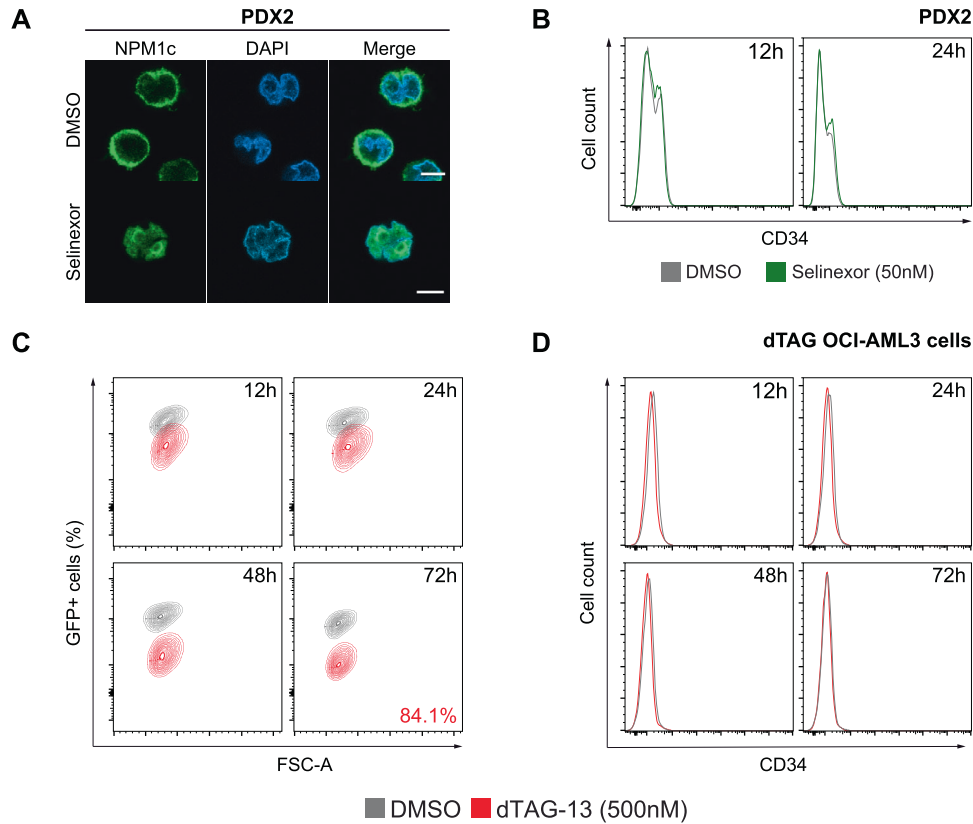 A
PDX2
NPM1c DAPI Merge
DMSO
Selinexor
B
PDX2
12h
24h
Cell count
CD34
DMSO
Selinexor (50nM)
C
12h
24h
48h
72h
84.1%
GFP+ cells (%)
FSC-A
D
dTAG OCI-AML3 cells
12h
24h
48h
72h
Cell count
CD34
DMSO
dTAG-13 (500nM)